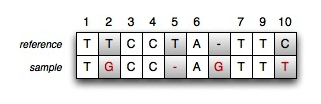 1 2 3 4 5 6 7 9 10
reference T T C C T A - T T C
sample T G C C - A G T T T